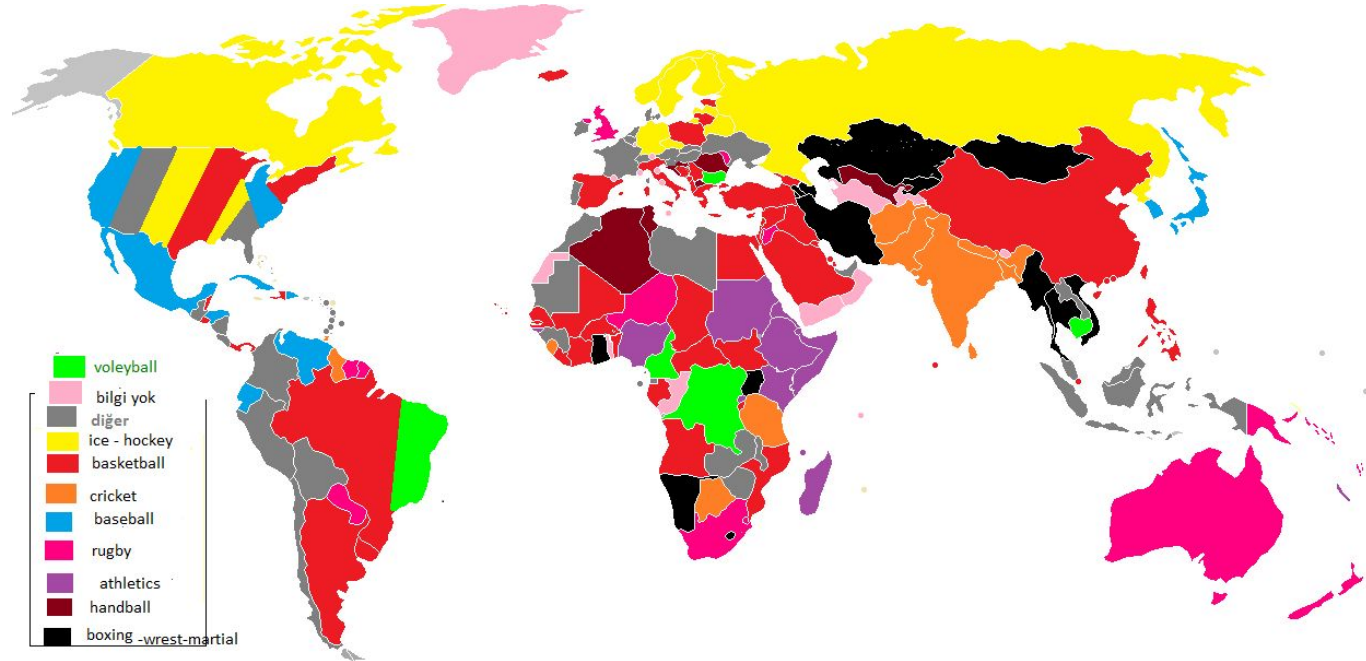 voleyball
bilgi yok
diğer
ice - hockey
basketball
cricket
baseball
rugby
athletics
handball
boxing -wrest-martial